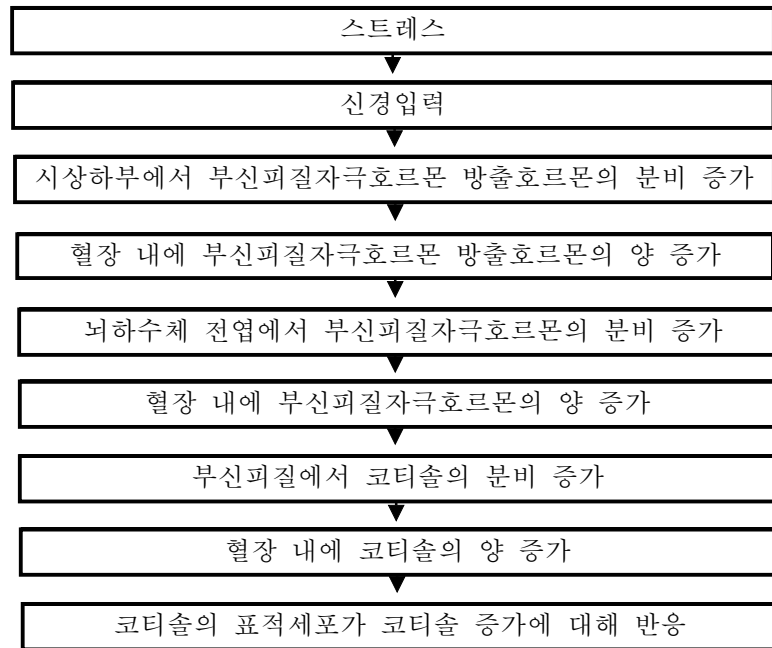 스트레스
신경입력
시상하부에서 부신피질자극호르몬 방출호르몬의 분비 증가
혈장 내에 부신피질자극호르몬 방출호르몬의 양 증가
뇌하수체 전엽에서 부신피질자극호르몬의 분비 증가
혈장 내에 부신피질자극호르몬의 양 증가
부신피질에서 코티솔의 분비 증가
혈장 내에 코티솔의 양 증가
코티솔의 표적세포가 코티솔 증가에 대해 반응